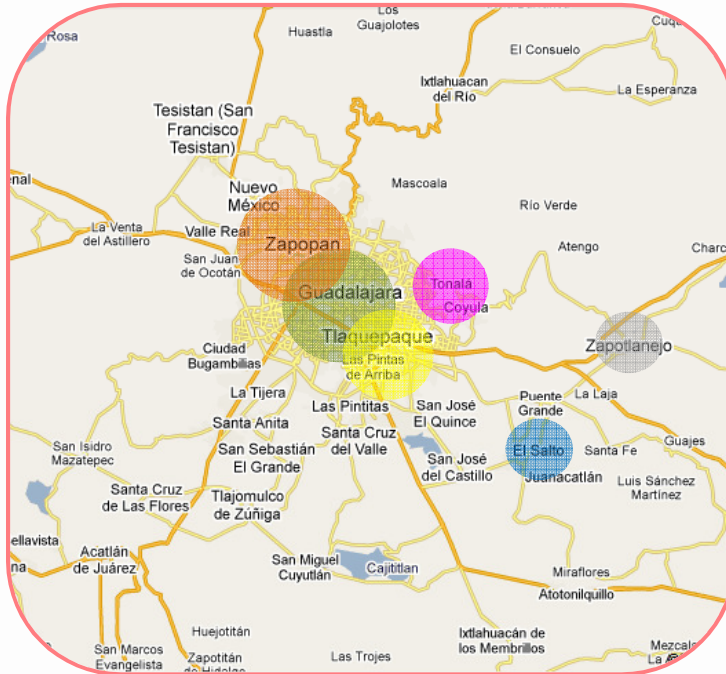 Los
Guajolotes
Huastla
Rosa
El Consuelo
Ixtlahuacan
del Río
La Esperanza
Tesistan (San
Francisco
Tesistan)
Mascoala
Nuevo
México
Río Verde
La Venta
del Astillero
Valle Real
Zapopan
Atengo
San Juan
de Ocotán
Tonalá
Guadalajara
Coyula
Tlaquepaque
Zapotlanejo
Ciudad
Bugambilias
Las Pintas
de Arriba
La Tijera
Las Pintitas
San José
El Quince
Puente
Grande
La Laja
Santa Anita
Santa Cruz
del Valle
San Isidro
Mazatepec
San Sebastián
El Grande
El Salto
Santa Fe
Guajes
San José
del Castillo
Juanacatlán
Luis Sánchez
Martínez
Santa Cruz
de Las Flores
Tlajomulco
de Zúñiga
Acatlán
de Juárez
San Miguel
Cuyutlán
Cajititlan
Miraflores
Atotonilquillo
Huejotitán
Ixtlahuacán de
los Membrillos
San Marcos
Evangelista
Zapotitán
de Hidalgo
Las Trojes